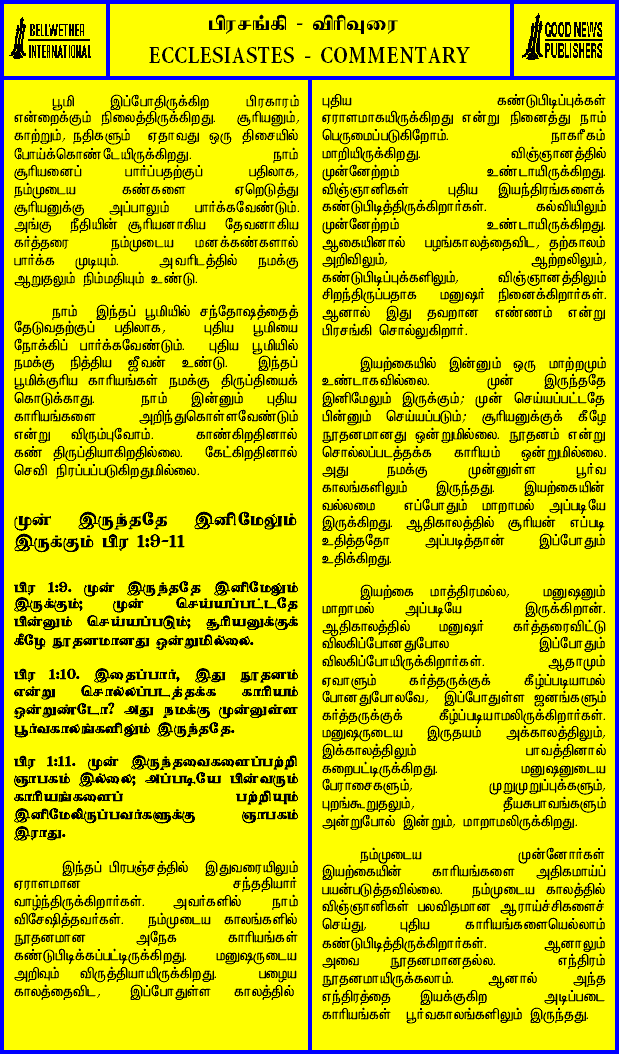 BELLWETHER
INTERNATIONAL
பிரசங்கி - விரிவுரை
ECCLESIASTES - COMMENTARY
GOOD NEWS
PUBLISHERS
பூமி இப்போதிருக்கிற பிரகாரம்
என்றைக்கும் நிலைத்திருக்கிறது. சூரியனும்,
காற்றும், நதிகளும் ஏதாவது ஒரு திசையில்
போய்க்கொண்டேயிருக்கிறது. நாம்
சூரியனைப் பார்ப்பதற்குப் பதிலாக,
நம்முடைய கண்களை ஏறெடுத்து
சூரியனுக்கு அப்பாலும் பார்க்கவேண்டும்.
அங்கு நீதியின் சூரியனாகிய தேவனாகிய
கர்த்தரை நம்முடைய மனக்கண்களால்
பார்க்க முடியும். அவரிடத்தில் நமக்கு
ஆறுதலும் நிம்மதியும் உண்டு.
நாம் இந்தப் பூமியில் சந்தோஷத்தைத்
தேடுவதற்குப் பதிலாக, புதிய பூமியை
நோக்கிப் பார்க்கவேண்டும். புதிய பூமியில்
நமக்கு நித்திய ஜீவன் உண்டு. இந்தப்
பூமிக்குரிய காரியங்கள் நமக்கு திருப்தியைக்
கொடுக்காது. நாம் இன்னும் புதிய
காரியங்களை அறிந்துகொள்ளவேண்டும்
என்று விரும்புவோம். காண்கிறதினால்
கண் திருப்தியாகிறதில்லை. கேட்கிறதினால்
செவி நிரப்பப்படுகிறதுமில்லை.
முன் இருந்ததே இனிமேலும்
இருக்கும் பிர 1:9-11
பிர 1:9. முன் இருந்ததே இனிமேலும்
இருக்கும்; முன் செய்யப்பட்டதே
பின்னும் செய்யப்படும்; சூரியனுக்குக்
கீழே நூதனமானது ஒன்றுமில்லை.
பிர 1:10. இதைப்பார், இது நூதனம்
என்று சொல்லப்படத்தக்க காரியம்
ஒன்றுண்டோ? அது நமக்கு முன்னுள்ள
பூர்வகாலங்களிலும் இருந்ததே.
பிர 1:11. முன் இருந்தவைகளைப்பற்றி
ஞாபகம் இல்லை; அப்படியே பின்வரும்
காரியங்களைப் பற்றியும்
இனிமேலிருப்பவர்களுக்கு ஞாபகம்
இராது.
இந்தப் பிரபஞ்சத்தில் இதுவரையிலும்
ஏராளமான சந்ததியார்
வாழ்ந்திருக்கிறார்கள். அவர்களில் நாம்
விசேஷித்தவர்கள். நம்முடைய காலங்களில்
நூதனமான அநேக காரியங்கள்
கண்டுபிடிக்கப்பட்டிருக்கிறது. மனுஷருடைய
அறிவும் விருத்தியாயிருக்கிறது. பழைய
காலத்தைவிட, இப்போதுள்ள காலத்தில்
புதிய கண்டுபிடிப்புக்கள்
ஏராளமாகயிருக்கிறது என்று நினைத்து நாம்
பெருமைப்படுகிறோம். நாகரீகம்
மாறியிருக்கிறது. விஞ்ஞானத்தில்
முன்னேற்றம் உண்டாயிருக்கிறது.
விஞ்ஞானிகள் புதிய இயந்திரங்களைக்
கண்டுபிடித்திருக்கிறார்கள். கல்வியிலும்
முன்னேற்றம் உண்டாயிருக்கிறது.
ஆகையினால் பழங்காலத்தைவிட, தற்காலம்
அறிவிலும், ஆற்றலிலும்,
கண்டுபிடிப்புக்களிலும், விஞ்ஞானத்திலும்
சிறந்திருப்பதாக மனுஷர் நினைக்கிறார்கள்.
ஆனால் இது தவறான எண்ணம் என்று
பிரசங்கி சொல்லுகிறார்.
இயற்கையில் இன்னும் ஒரு மாற்றமும்
உண்டாகவில்லை. முன் இருந்ததே
இனிமேலும் இருக்கும்; முன் செய்யப்பட்டதே
பின்னும் செய்யப்படும்; சூரியனுக்குக் கீழே
நூதனமானது ஒன்றுமில்லை. நூதனம் என்று
சொல்லப்படத்தக்க காரியம் ஒன்றுமில்லை.
அது நமக்கு முன்னுள்ள பூர்வ
காலங்களிலும் இருந்தது. இயற்கையின்
வல்லமை எப்போதும் மாறாமல் அப்படியே
இருக்கிறது. ஆதிகாலத்தில் சூரியன் எப்படி
உதித்ததோ அப்படித்தான் இப்போதும்
உதிக்கிறது.
இயற்கை மாத்திரமல்ல, மனுஷனும்
மாறாமல் அப்படியே இருக்கிறான்.
ஆதிகாலத்தில் மனுஷர் கர்த்தரைவிட்டு
விலகிப்போனதுபோல இப்போதும்
விலகிப்போயிருக்கிறார்கள். ஆதாமும்
ஏவாளும் கர்த்தருக்குக் கீழ்ப்படியாமல்
போனதுபோலவே, இப்போதுள்ள ஜனங்களும்
கர்த்தருக்குக் கீழ்ப்படியாமலிருக்கிறார்கள்.
மனுஷருடைய இருதயம் அக்காலத்திலும்,
இக்காலத்திலும் பாவத்தினால்
கறைபட்டிருக்கிறது. மனுஷனுடைய
பேராசைகளும், முறுமுறுப்புக்களும்,
புறங்கூறுதலும், தீயசுபாவங்களும்
அன்றுபோல் இன்றும், மாறாமலிருக்கிறது.
நம்முடைய முன்னோர்கள்
இயற்கையின் காரியங்களை அதிகமாய்ப்
பயன்படுத்தவில்லை. நம்முடைய காலத்தில்
விஞ்ஞானிகள் பலவிதமான ஆராய்ச்சிகளைச்
செய்து, புதிய காரியங்களையெல்லாம்
கண்டுபிடித்திருக்கிறார்கள். ஆனாலும்
அவை நூதனமானதல்ல. எந்திரம்
நூதனமாயிருக்கலாம். ஆனால் அந்த
எந்திரத்தை இயக்குகிற அடிப்படை
காரியங்கள் பூர்வகாலங்களிலும் இருந்தது.